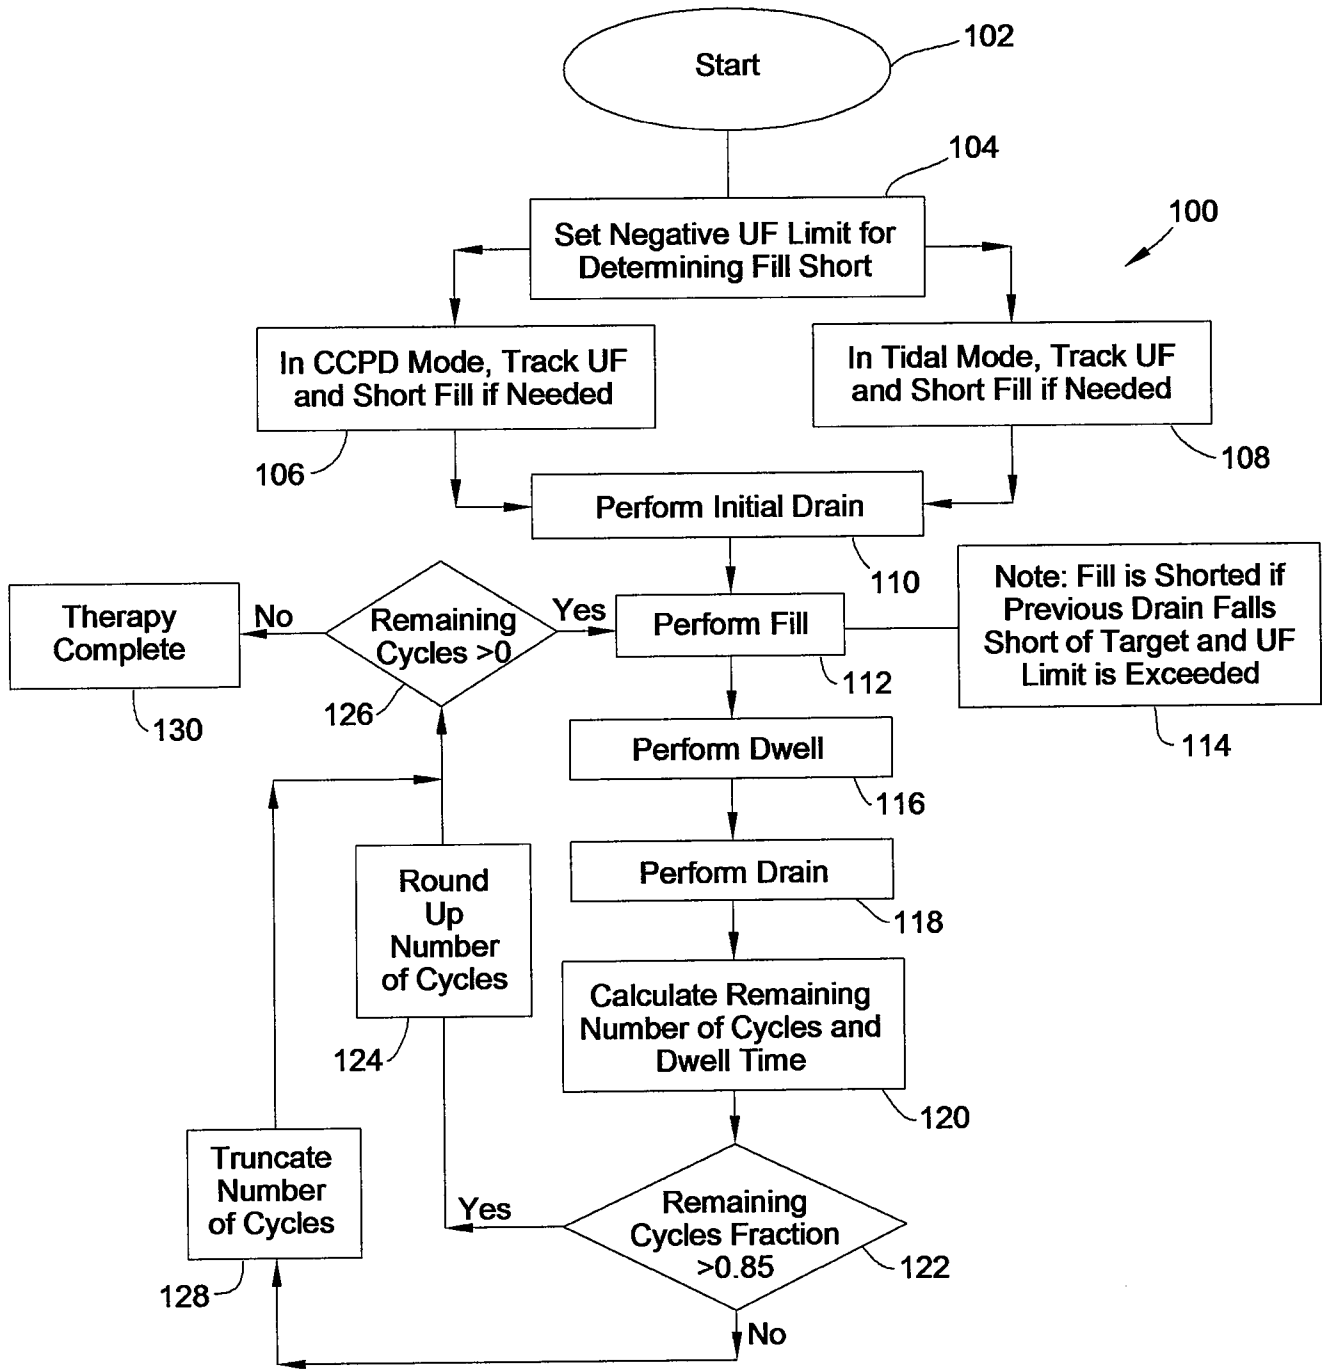 Start
102
104
Set Negative UF Limit for
Determining Fill Short
100
In CCPD Mode, Track UF
and Short Fill if Needed
106
In Tidal Mode, Track UF
and Short Fill if Needed
108
Perform Initial Drain
110
Therapy
Complete
130
No
Remaining
Cycles >0
126
Yes
Perform Fill
112
Note: Fill is Shorted if
Previous Drain Falls
Short of Target and UF
Limit is Exceeded
114
Perform Dwell
116
Perform Drain
118
Round
Up
Number
of Cycles
124
Calculate Remaining
Number of Cycles and
Dwell Time
120
Truncate
Number
of Cycles
128
Yes
Remaining
Cycles Fraction
>0.85
122
No